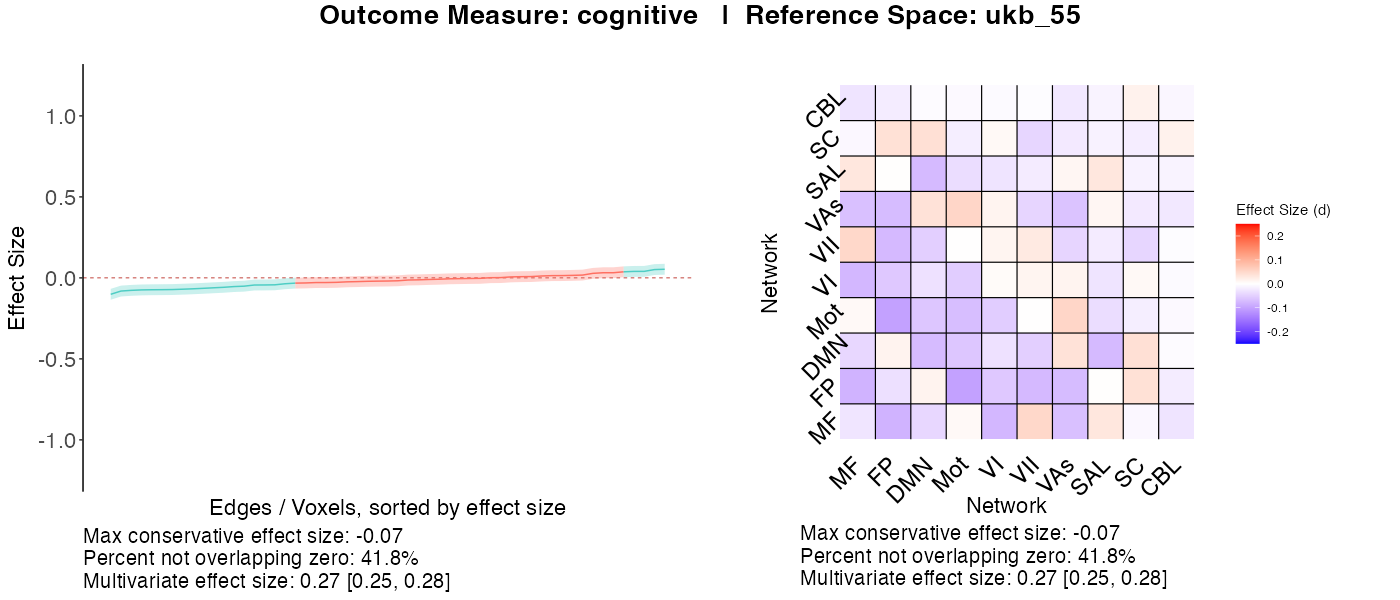 Outcome Measure: cognitive | Reference Space: ukb_55
Effect Size
1.0
0.5
0.0
-0.5
-1.0
Edges / Voxels, sorted by effect size
Max conservative effect size: -0.07
Percent not overlapping zero: 41.8%
Multivariate effect size: 0.27 [0.25, 0.28]
Network
CBL
SC
SAL
VAs
VII
VI
Mot
DMN
FP
MF
MF FP DMN Mot VI VII VAs SAL SC CBL
Network
Max conservative effect size: -0.07
Percent not overlapping zero: 41.8%
Multivariate effect size: 0.27 [0.25, 0.28]
Effect Size (d)
0.2
0.1
0.0
-0.1
-0.2